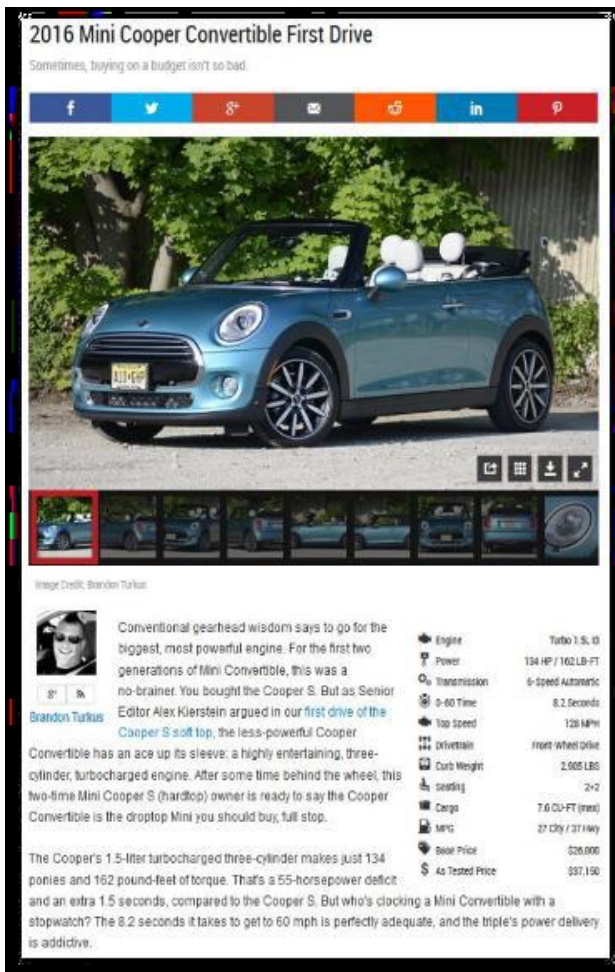 2016 Mini Cooper Convertible First Drive
Sometimes, buying on a budget isn't so bad.
f
g+
in
Image Credit: Brandon Turkus
g+
Brandon Turkus
Conventional gearhead wisdom says to go for the
biggest, most powerful engine. For the first two
generations of Mini Convertible, this was a
no-brainer. You bought the Cooper S. But as Senior
Editor Alex Kierstein argued in our first drive of the
Cooper S soft top, the less-powerful Cooper
Convertible has an ace up its sleeve: a highly entertaining, three-
cylinder, turbocharged engine. After some time behind the wheel, this
two-time Mini Cooper S (hardtop) owner is ready to say the Cooper
Convertible is the droptop Mini you should buy, full stop.
Engine Turbo 1.5L I3
Power 134 HP / 162 LB-FT
Transmission 6-Speed Automatic
0-60 Time 8.2 Seconds
Top Speed 128 MPH
Drivetrain Front-Wheel Drive
Curb Weight 2,905 LBS
Seating 2+2
Cargo 7.6 CU-FT (max)
MPG 27 City / 37 Hwy
Base Price $26,800
$ As Tested Price $37,150
The Cooper's 1.5-liter turbocharged three-cylinder makes just 134
ponies and 162 pound-feet of torque. That's a 55-horsepower deficit
and an extra 1.5 seconds, compared to the Cooper S. But who's clocking a Mini Convertible with a
stopwatch? The 8.2 seconds it takes to get to 60 mph is perfectly adequate, and the triple's power delivery
is addictive.